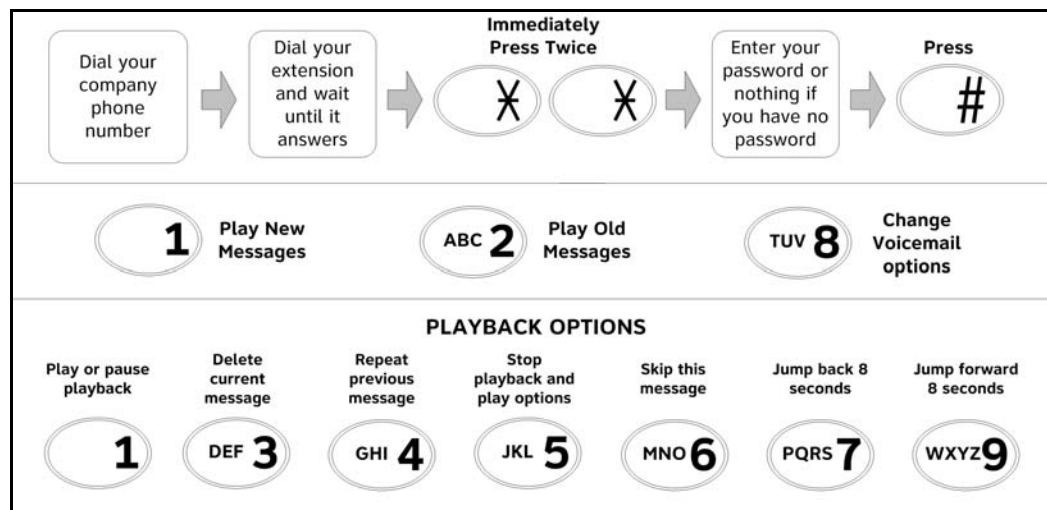 Immediately
Press Twice
Dial your
company
phone
number
Dial your
extension
and wait
until it
answers
* *
Enter your
password or
nothing if
you have no
password
Press
#
1
Play New
Messages
ABC 2
Play Old
Messages
TUV 8
Change
Voicemail
options
PLAYBACK OPTIONS
Play or pause
playback
Delete
current
message
Repeat
previous
message
Stop
playback and
play options
Skip this
message
Jump back 8
seconds
Jump forward
8 seconds
1
DEF 3
GHI 4
JKL 5
MNO 6
PQRS 7
WXYZ 9